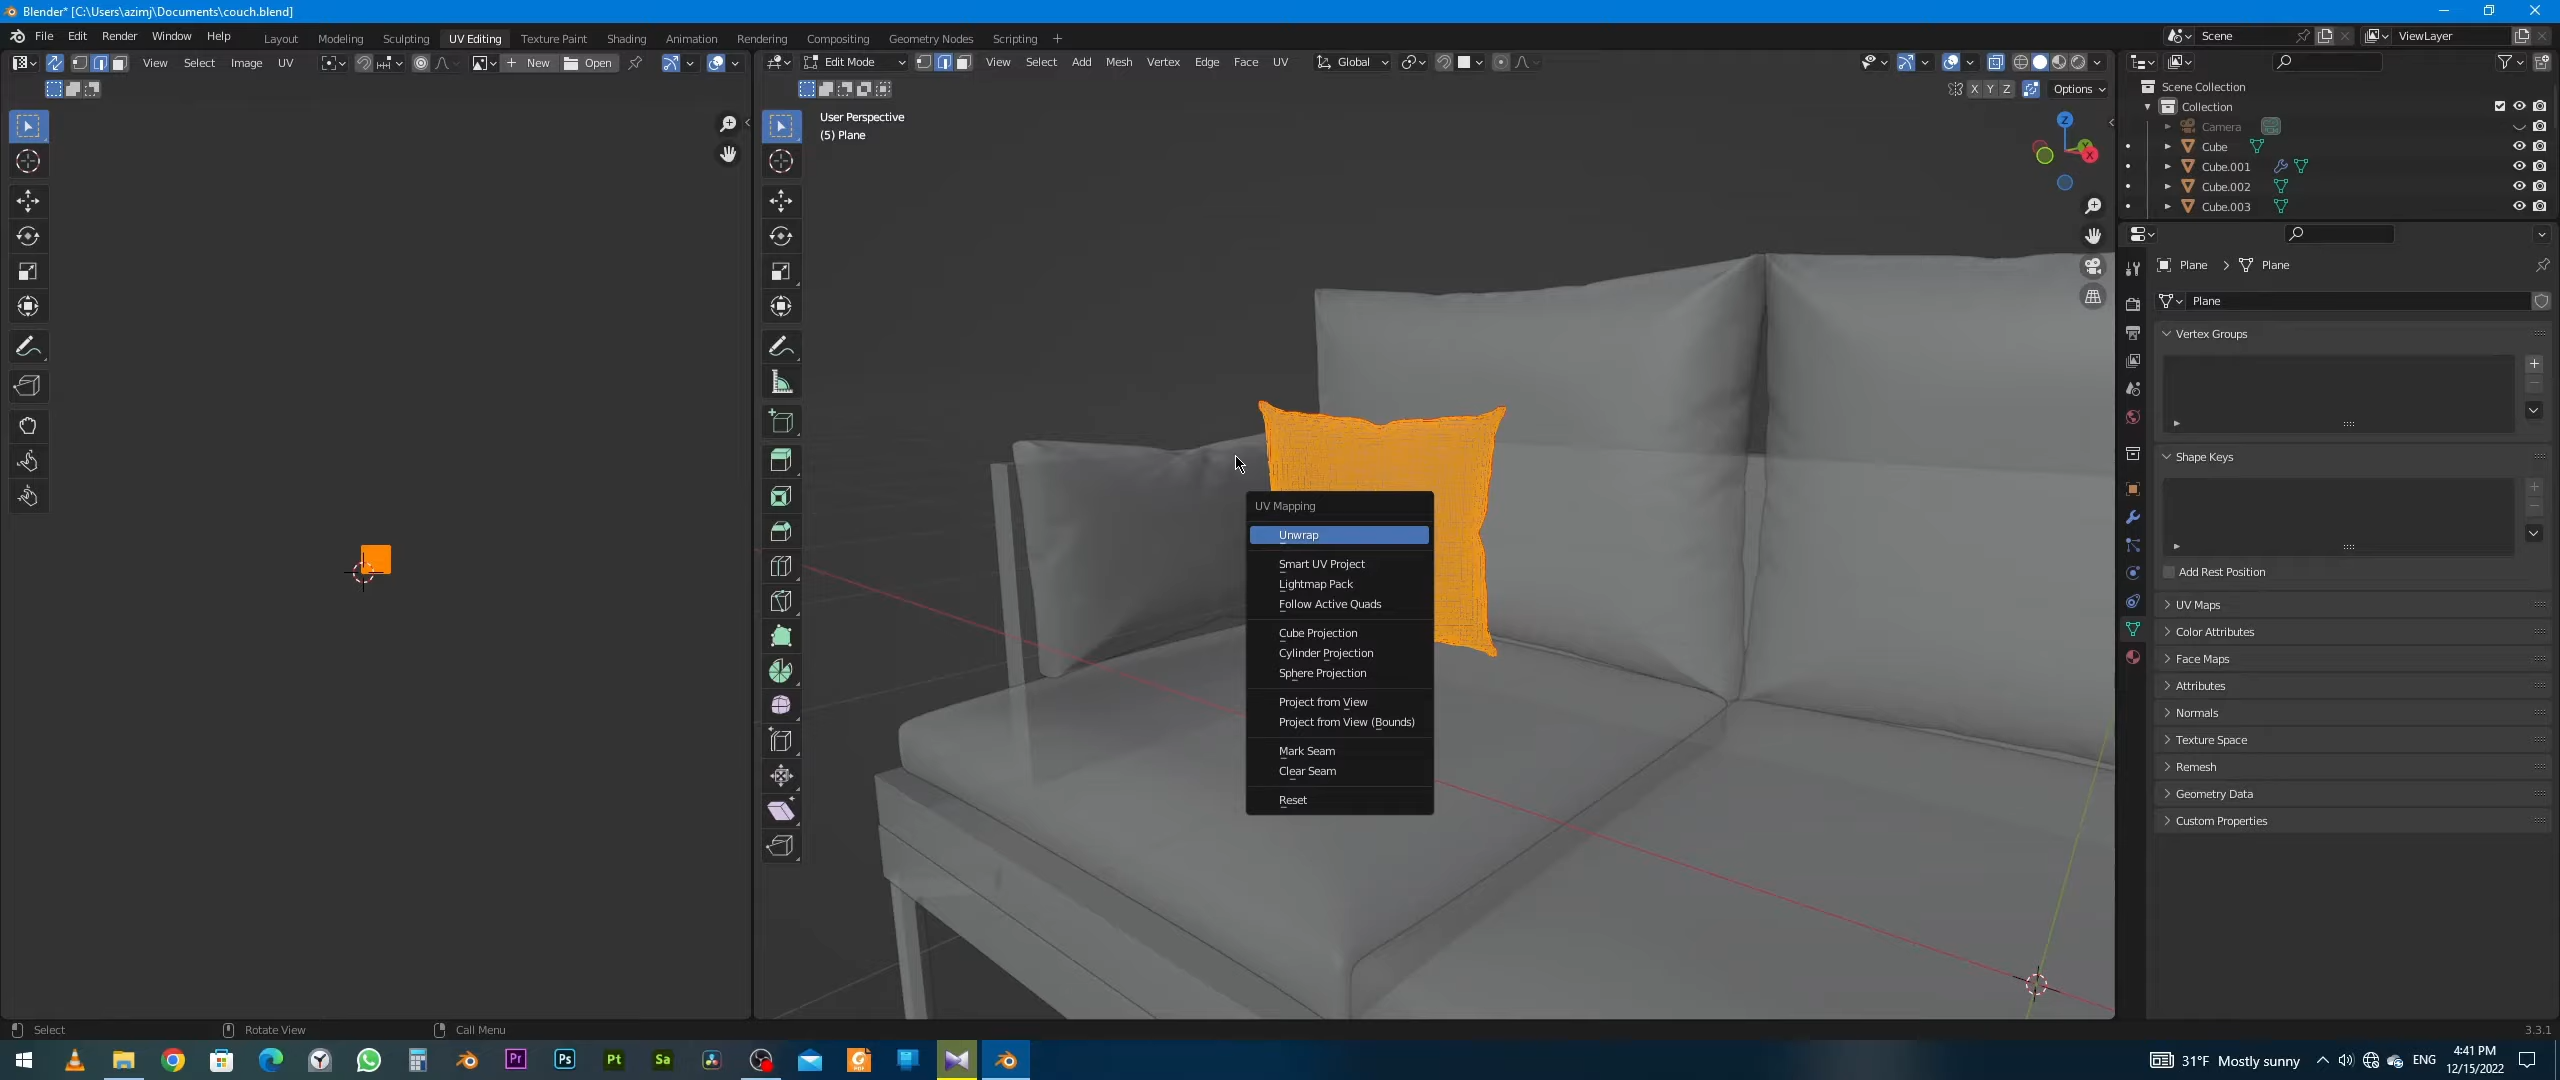 Blender* [C:\Users\azimj\Documents\couch.blend]
File Edit Render Window Help
Layout Modeling Sculpting UV Editing Texture Paint Shading Animation Rendering Compositing Geometry Nodes Scripting +
Scene
ViewLayer
View Select Image UV
New Open
Edit Mode
View Select Add Mesh Vertex Edge Face UV
Global
X Y Z
Options
User Perspective
(5) Plane
Z
Y
X
Scene Collection
Collection
Camera
Cube
Cube.001
Cube.002
Cube.003
Plane > Plane
Plane
Vertex Groups
Shape Keys
Add Rest Position
UV Maps
Color Attributes
Face Maps
Attributes
Normals
Texture Space
Remesh
Geometry Data
Custom Properties
UV Mapping
Unwrap
Smart UV Project
Lightmap Pack
Follow Active Quads
Cube Projection
Cylinder Projection
Sphere Projection
Project from View
Project from View (Bounds)
Mark Seam
Clear Seam
Reset
Select Rotate View Call Menu
3.3.1
Pr Ps Pt Sa
31°F Mostly sunny
ENG
4:41 PM
12/15/2022